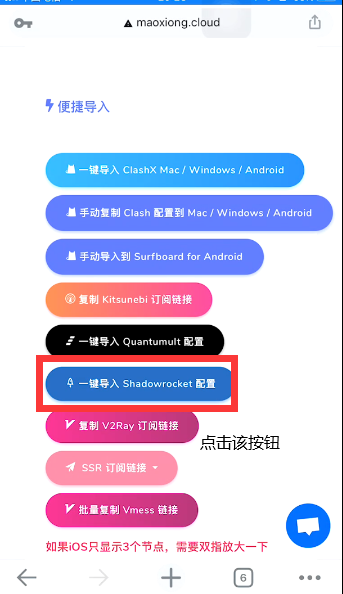 maoxiong.cloud
便捷导入
一键导入 ClashX Mac / Windows / Android
手动复制 Clash 配置到 Mac / Windows / Android
手动导入到 Surfboard for Android
复制 Kitsunebi 订阅链接
一键导入 Quantumult 配置
一键导入 Shadowrocket 配置
复制 V2Ray 订阅链接
点击该按钮
SSR 订阅链接
批量复制 Vmess 链接
如果iOS只显示3个节点，需要双指放大一下
6